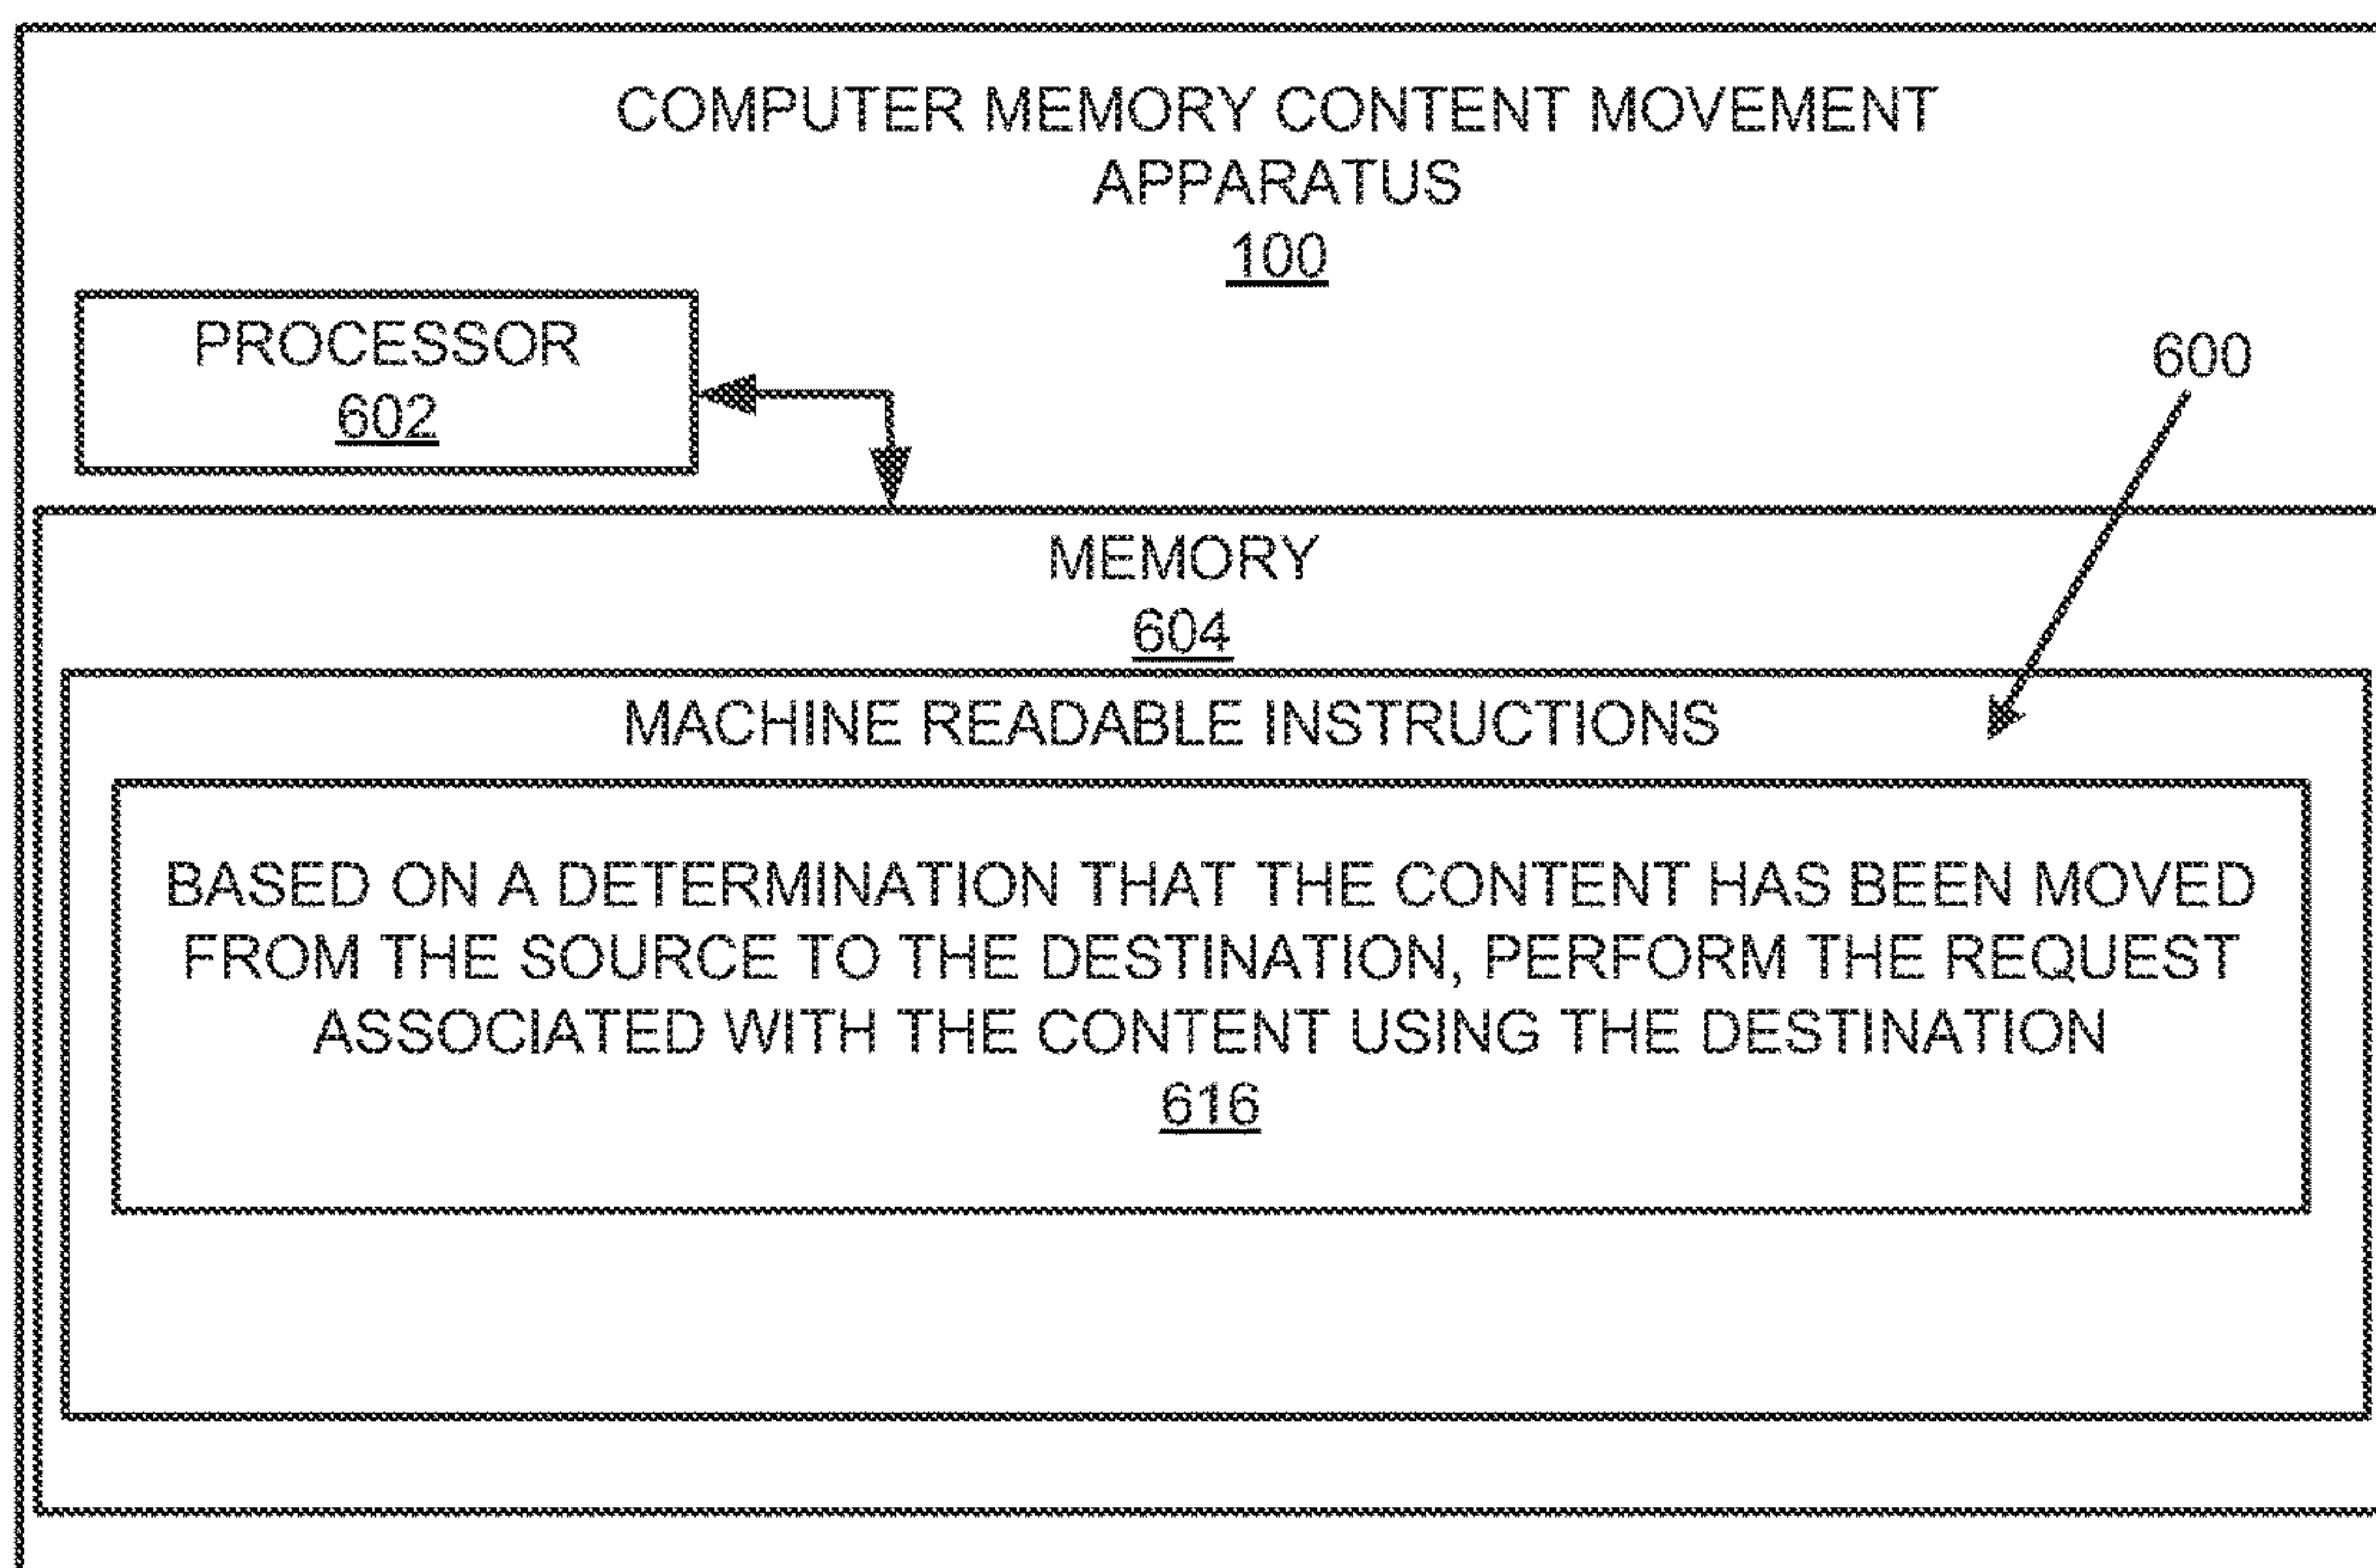 COMPUTER MEMORY CONTENT MOVEMENT
APPARATUS
100
PROCESSOR
602
600
MEMORY
604
MACHINE READABLE INSTRUCTIONS
BASED ON A DETERMINATION THAT THE CONTENT HAS BEEN MOVED
FROM THE SOURCE TO THE DESTINATION, PERFORM THE REQUEST
ASSOCIATED WITH THE CONTENT USING THE DESTINATION
616